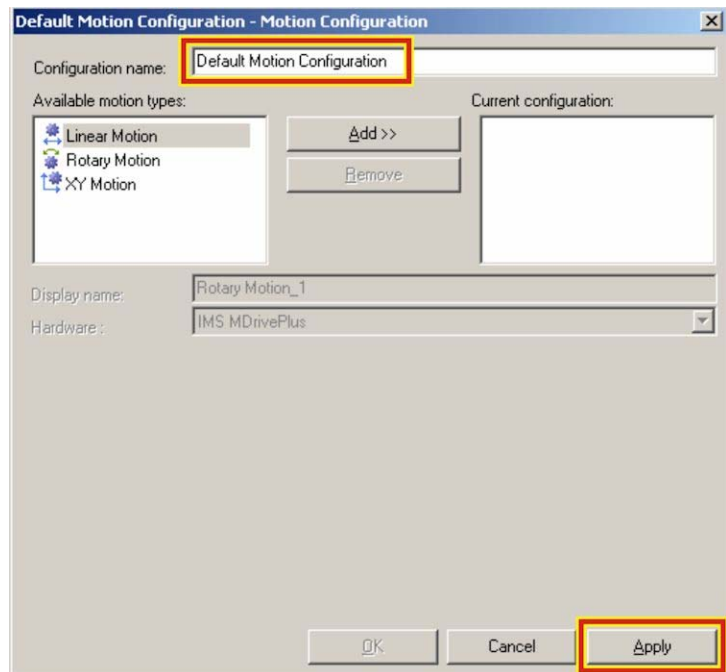 Default Motion Configuration - Motion Configuration
Configuration name:
Default Motion Configuration
Available motion types:
Current configuration:
Linear Motion
Rotary Motion
XY Motion
Add >>
Remove
Display name:
Rotary Motion_1
Hardware :
IMS MDrivePlus
OK
Cancel
Apply